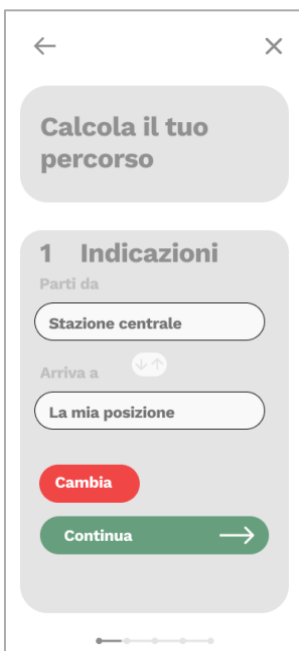 Calcola il tuo
percorso
1 Indicazioni
Parti da
Stazione centrale
Arriva a
La mia posizione
Cambia
Continua